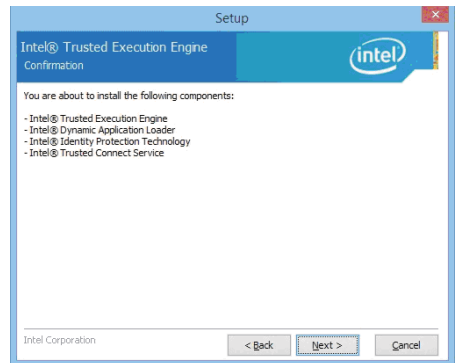 Setup
Intel® Trusted Execution Engine
Confirmation
intel
You are about to install the following components:
- Intel® Trusted Execution Engine
- Intel® Dynamic Application Loader
- Intel® Identity Protection Technology
- Intel® Trusted Connect Service
Intel Corporation
< Back
Next >
Cancel